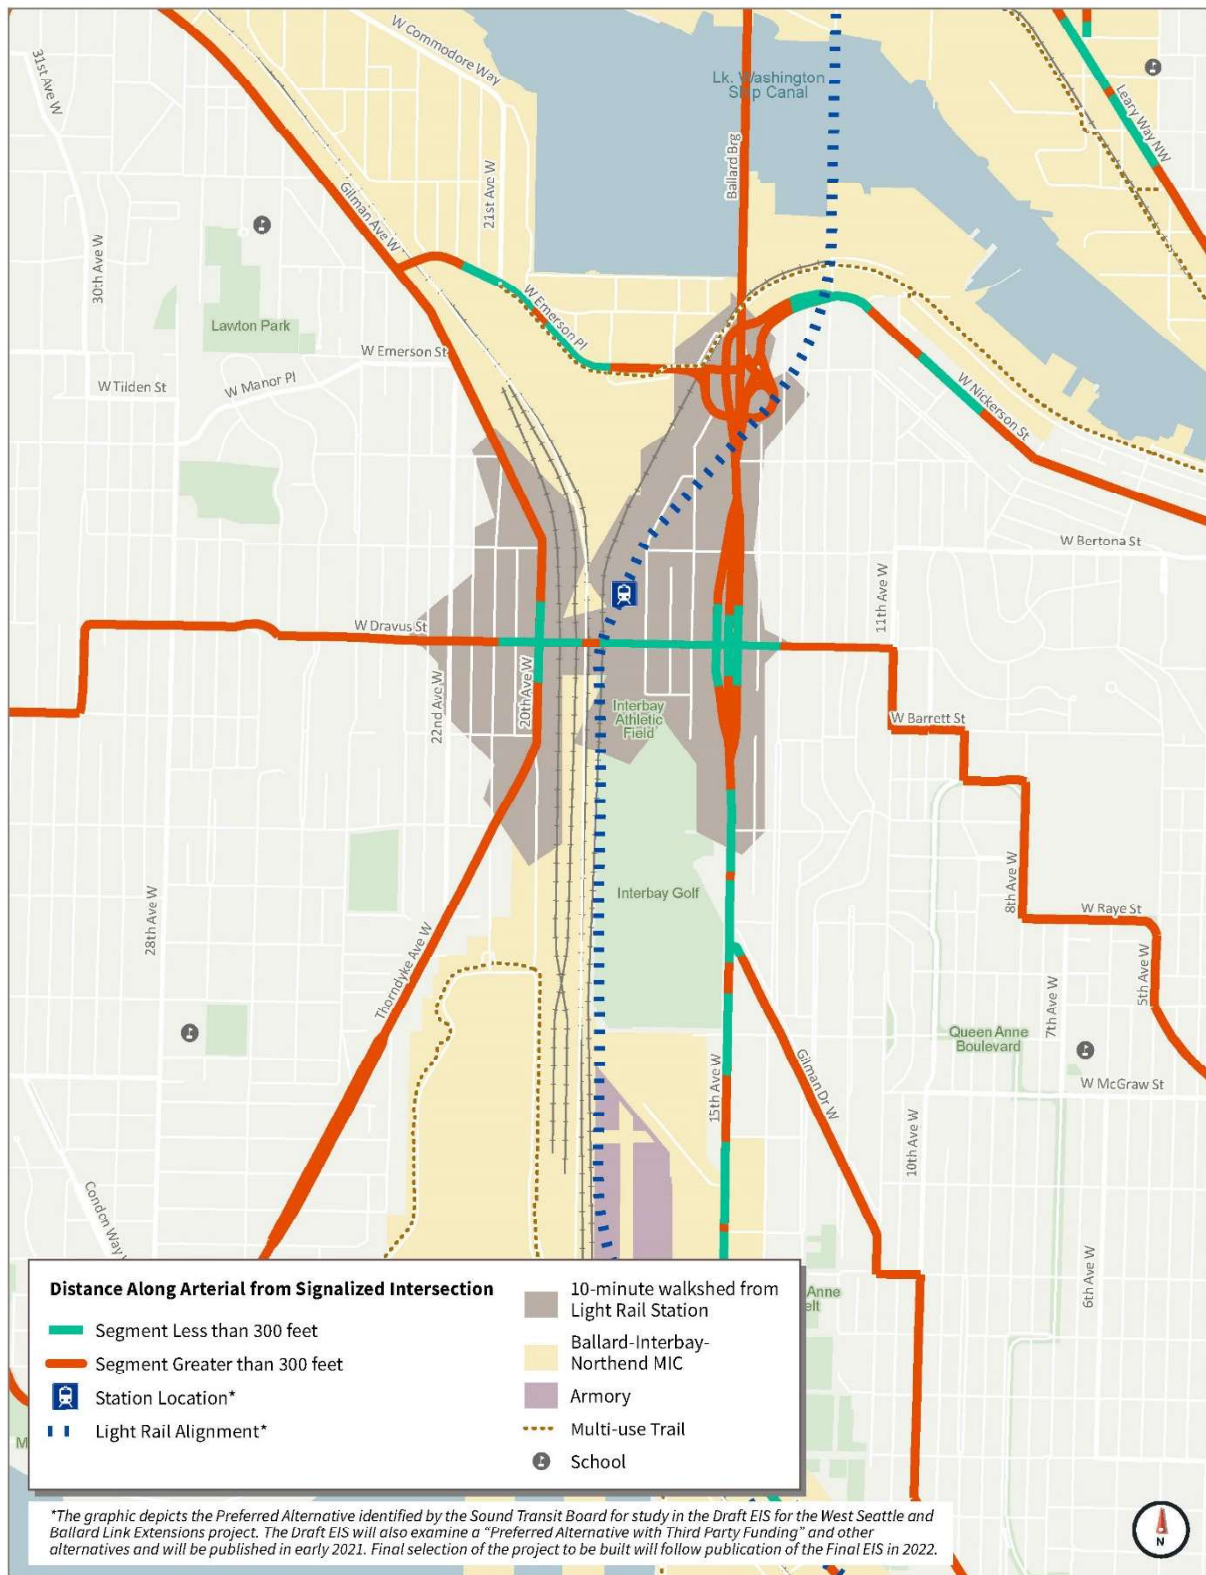 W Commodore Way
31st Ave W
Lk. Washington
Ship Canal
Leary Way NW
Ballard Brg
21st Ave W
Gilman Ave W
30th Ave W
Lawton Park
W Emerson Pl
W Emerson St
W Tilden St
W Manor Pl
W Nickerson St
W Bertona St
11th Ave W
W Dravus St
22nd Ave W
20th Ave W
Interbay
Athletic
Field
W Barrett St
8th Ave W
Interbay Golf
28th Ave W
W Raye St
Thorndyke Ave W
5th Ave W
7th Ave W
Queen Anne
Boulevard
15th Ave W
Gilman Dr W
W McGraw St
10th Ave W
Condon Way
6th Ave W
Anne
elt
M
Distance Along Arterial from Signalized Intersection
Segment Less than 300 feet
Segment Greater than 300 feet
Station Location*
Light Rail Alignment*
10-minute walkshed from
Light Rail Station
Ballard-Interbay-
Northend MIC
Armory
Multi-use Trail
School
*The graphic depicts the Preferred Alternative identified by the Sound Transit Board for study in the Draft EIS for the West Seattle and
Ballard Link Extensions project. The Draft EIS will also examine a “Preferred Alternative with Third Party Funding” and other
alternatives and will be published in early 2021. Final selection of the project to be built will follow publication of the Final EIS in 2022.
N